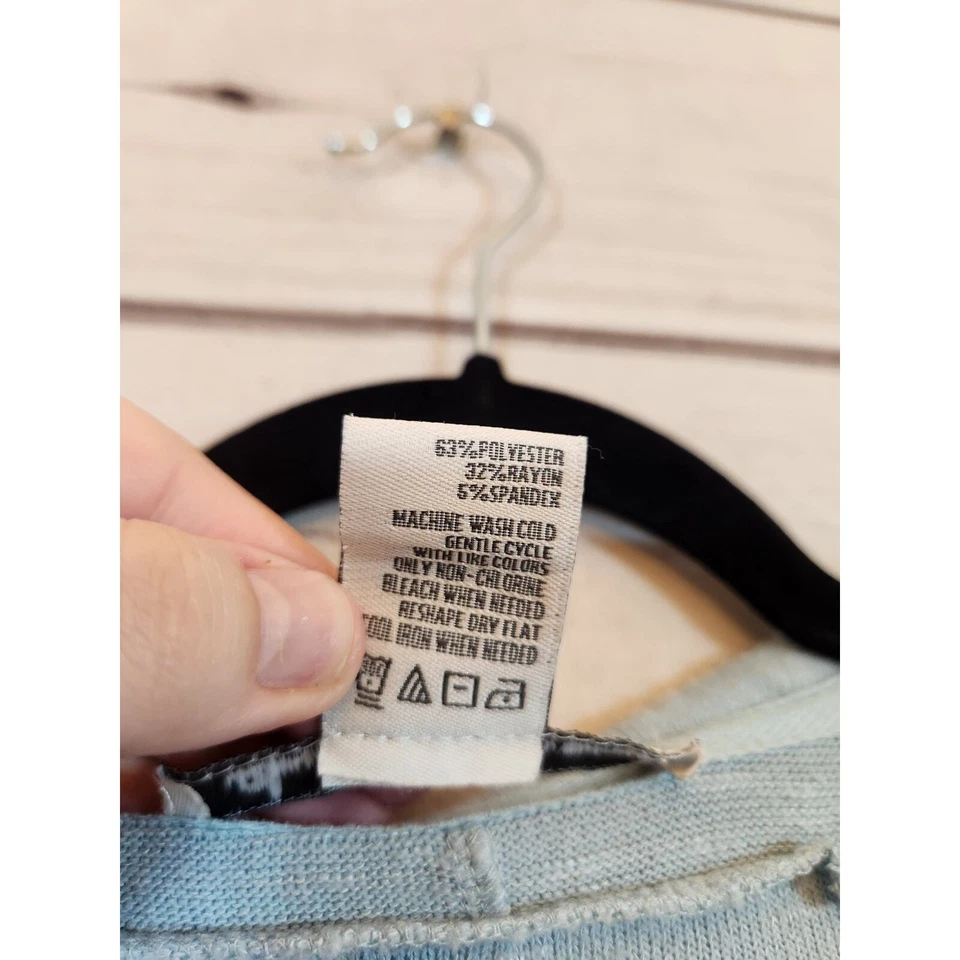 63%POLYESTER
32%RAYON
5%SPANDEX
MACHINE WASH COLD
GENTLE CYCLE
WITH LIKE COLORS
ONLY NON-CHLORINE
BLEACH WHEN NEEDED
RESHAPE DRY FLAT
COOL IRON WHEN NEEDED